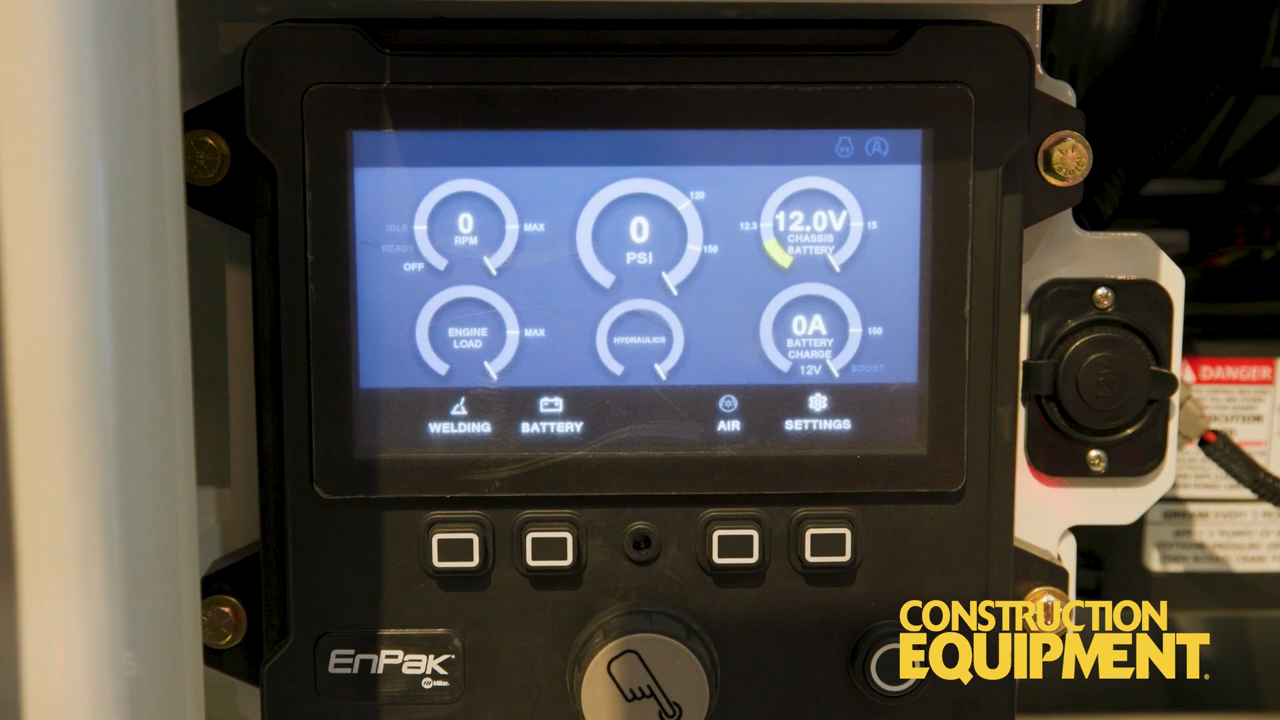 0
RPM
IDLE
READY
OFF
MAX
0
PSI
120
150
12.0V
CHASSIS
BATTERY
12.3
15
ENGINE
LOAD
MAX
HYDRAULICS
0A
BATTERY
CHARGE
12V
100
BOOST
WELDING
BATTERY
AIR
SETTINGS
EnPak
Miller
12V
DANGER
CONSTRUCTION
EQUIPMENT